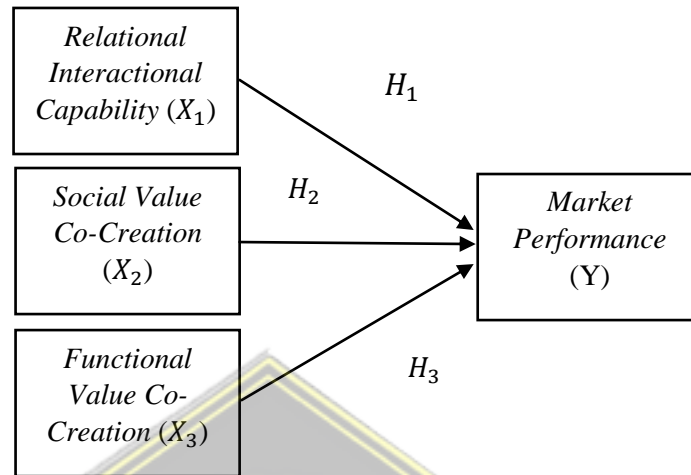 Relational
Interactional
Capability (X₁)
H₁
Social Value
Co-Creation
(X₂)
H₂
Market
Performance
(Y)
Functional
Value Co-
Creation (X₃)
H₃